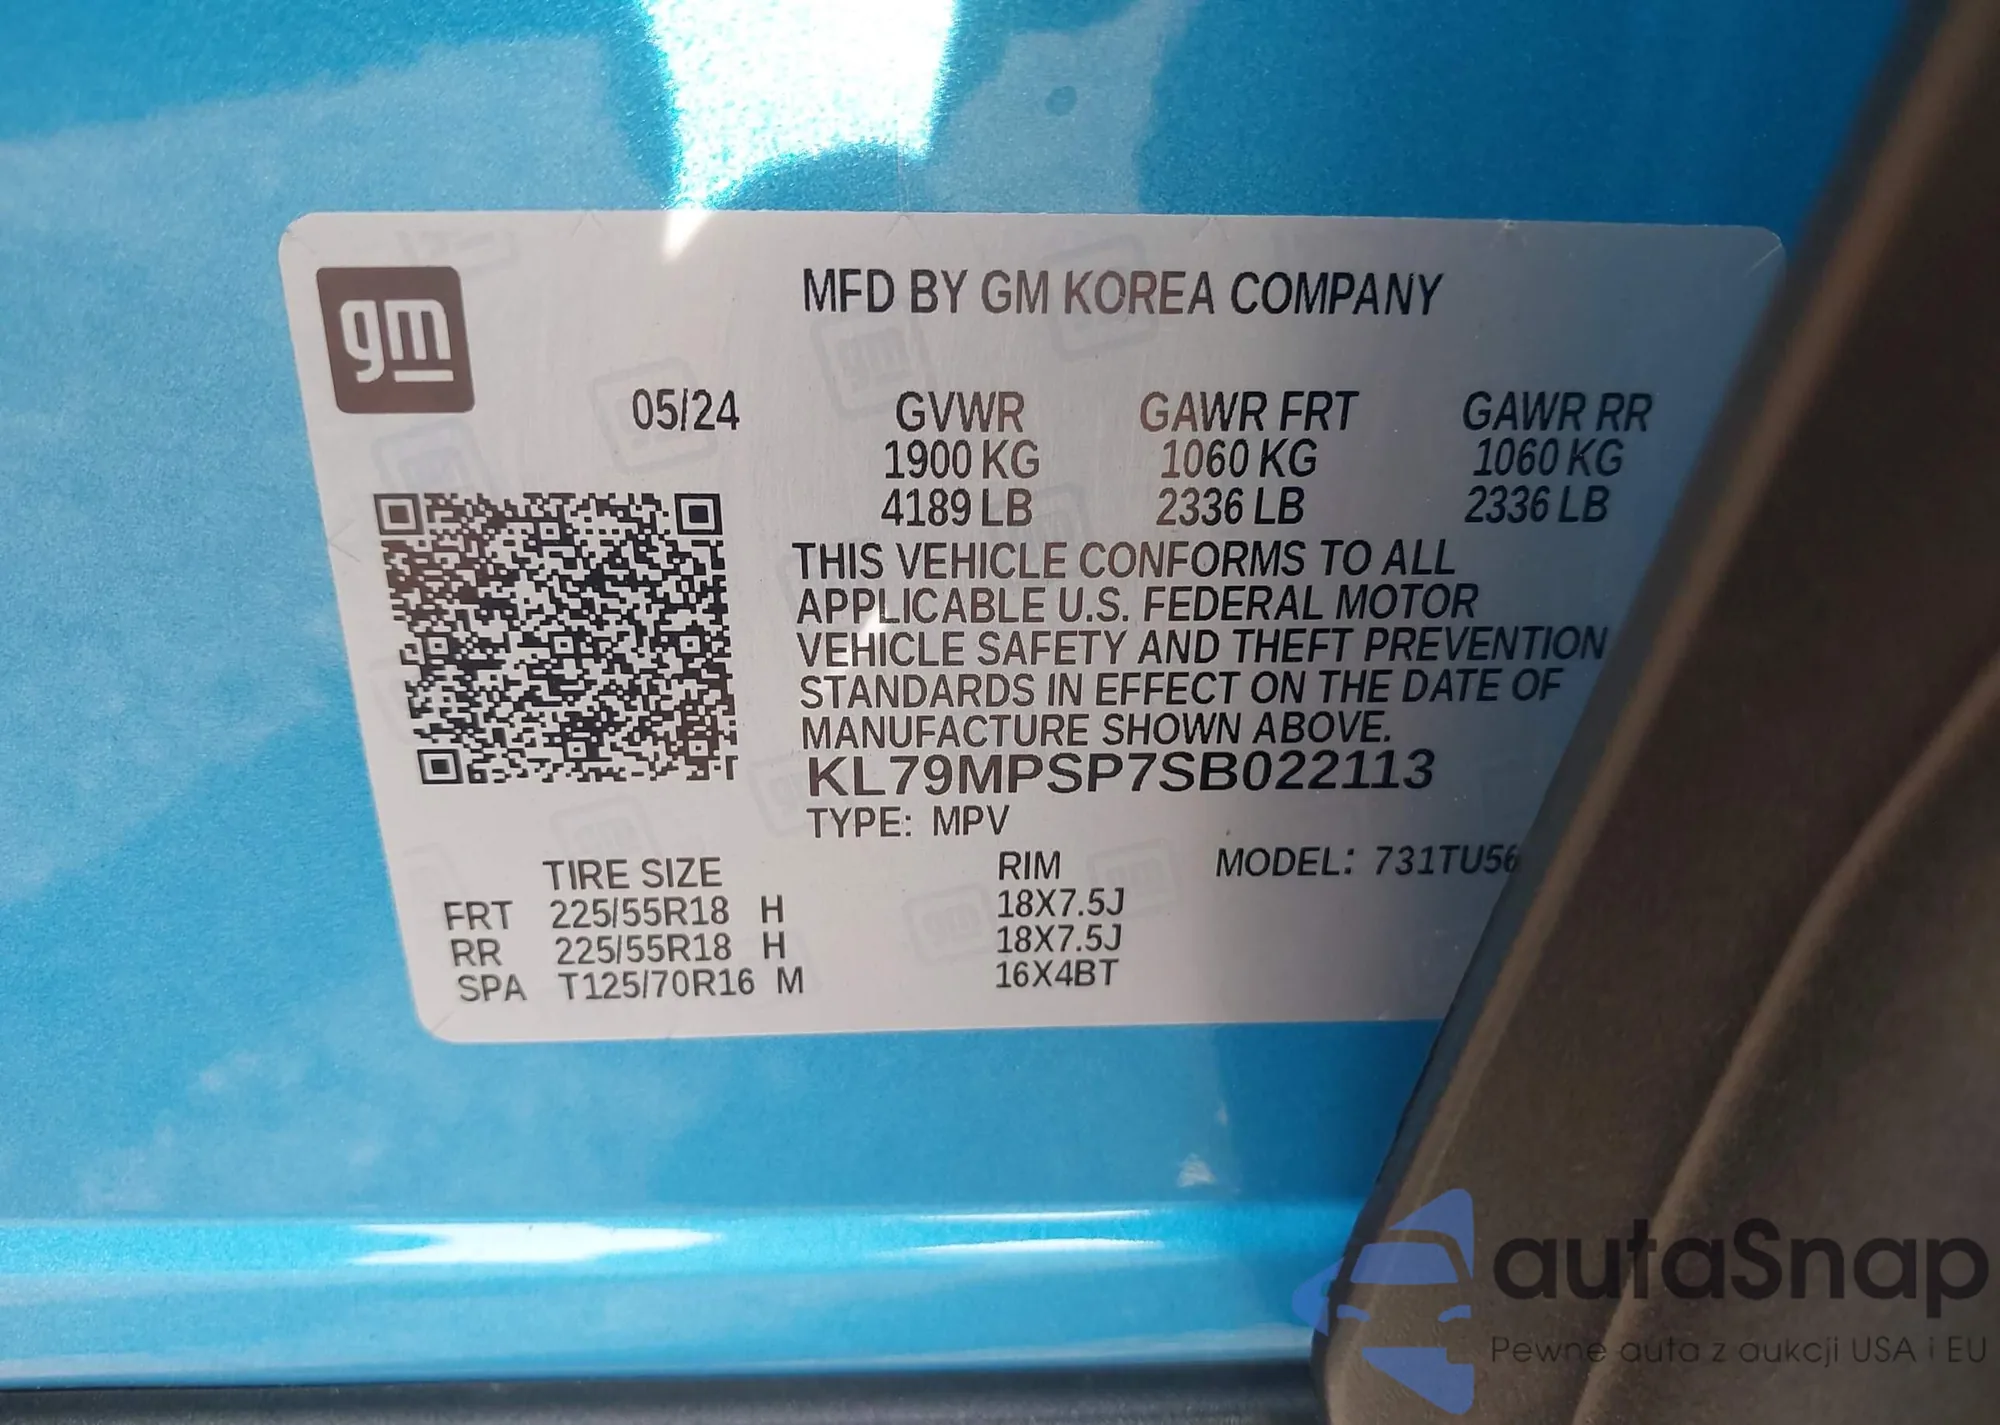 gm
MFD BY GM KOREA COMPANY
05/24 GVWR GAWR FRT GAWR RR
1900 KG 1060 KG 1060 KG
4189 LB 2336 LB 2336 LB
THIS VEHICLE CONFORMS TO ALL
APPLICABLE U.S. FEDERAL MOTOR
VEHICLE SAFETY AND THEFT PREVENTION
STANDARDS IN EFFECT ON THE DATE OF
MANUFACTURE SHOWN ABOVE.
KL79MPSP7SB022113
TYPE: MPV
TIRE SIZE RIM MODEL: 731TU56
FRT 225/55R18 H 18X7.5J
RR 225/55R18 H 18X7.5J
SPA T125/70R16 M 16X4BT
autaSnap
Pewne auta z aukcji USA i EU